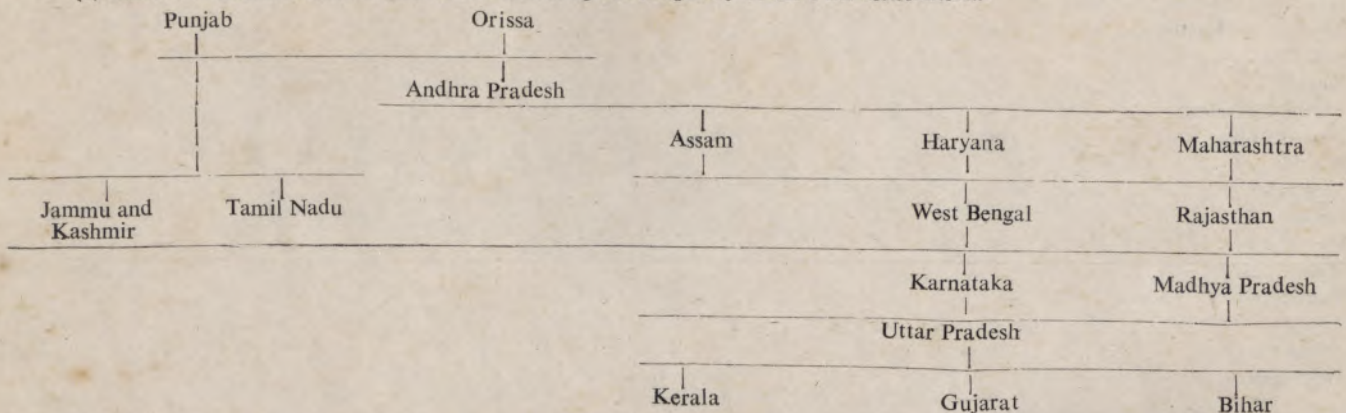 Punjab Orissa
Andhra Pradesh
Assam Haryana Maharashtra
Jammu and Kashmir Tamil Nadu West Bengal Rajasthan
Karnataka Madhya Pradesh
Uttar Pradesh
Kerala Gujarat Bihar